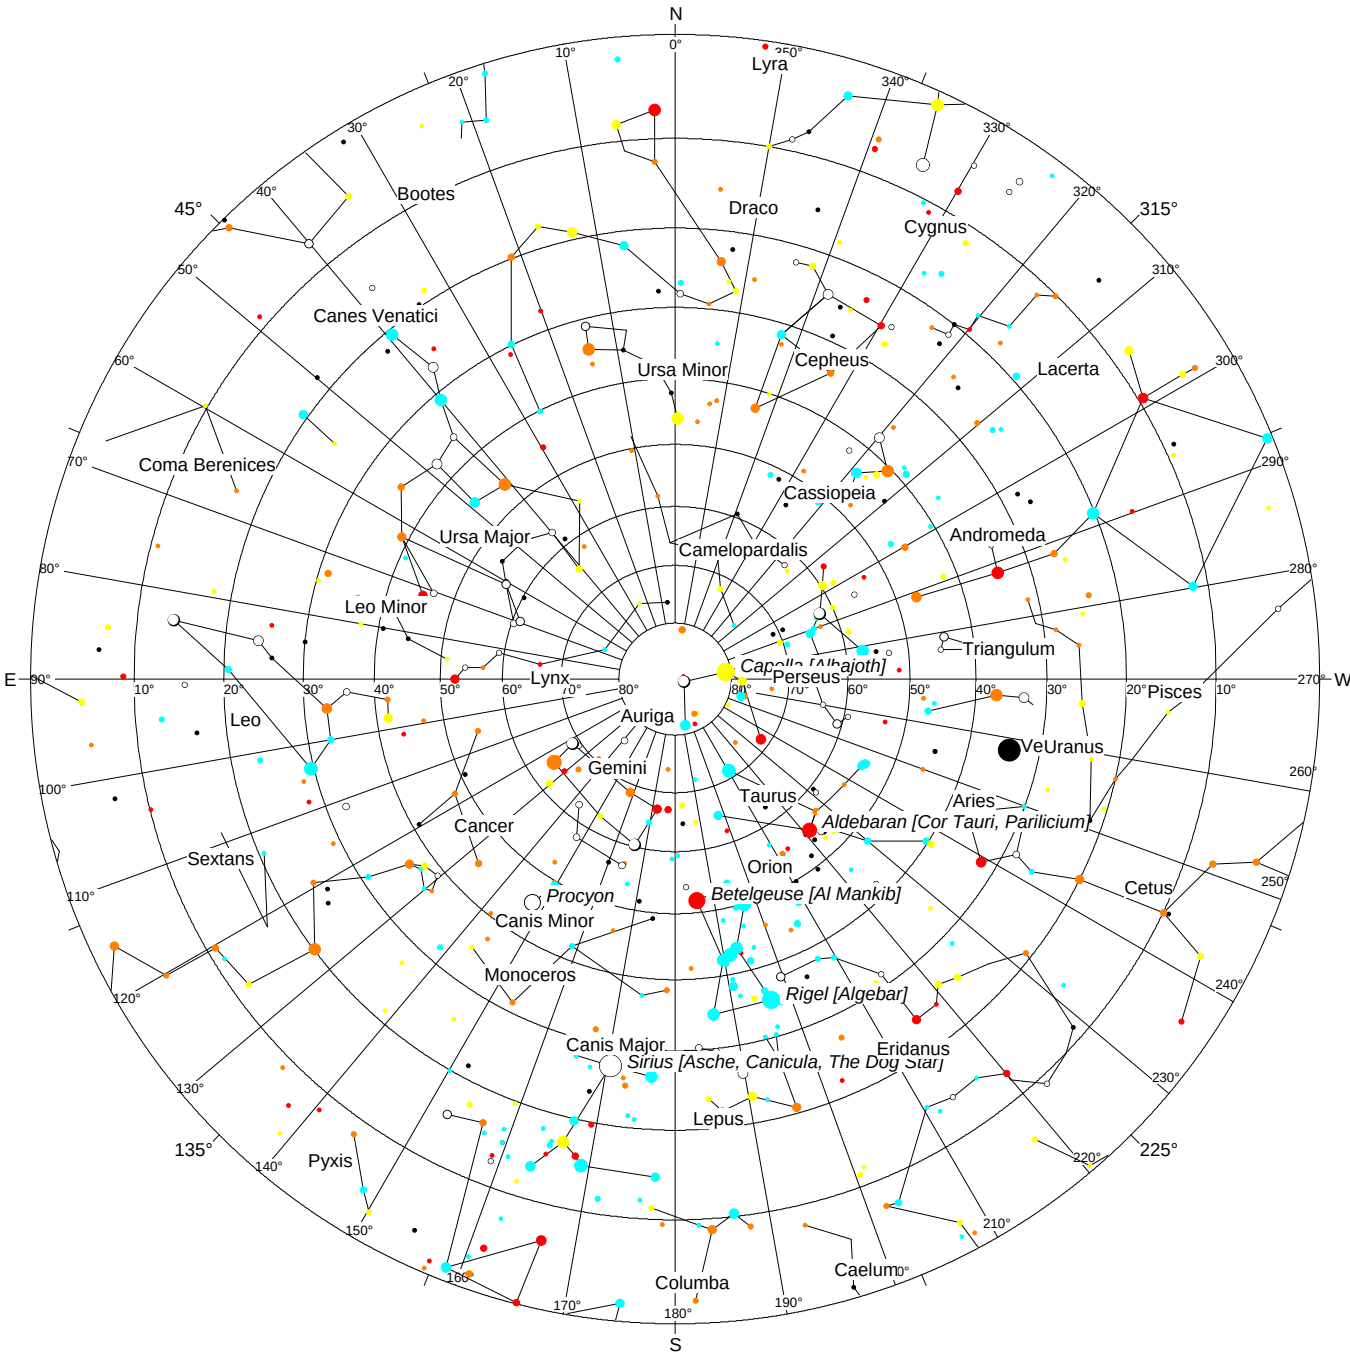 N
0°
10°
350°
Lyra
20°
340°
30°
330°
40°
Bootes
320°
45°
Draco
315°
Cygnus
50°
310°
Canes Venatici
60°
Ursa Minor
Cepheus
Lacerta
300°
70°
Coma Berenices
290°
Cassiopeia
Ursa Major
Andromeda
Camelopardalis
80°
280°
Leo Minor
Triangulum
Capella [Alhajoth]
E
90°
10°
20°
30°
40°
50°
60°
70°
80°
Lynx
Perseus
80°
70°
60°
50°
40°
30°
20°
10°
270°
W
Pisces
Leo
Auriga
VeUranus
Gemini
260°
100°
Taurus
Aries
Cancer
Aldebaran [Cor Tauri, Parilicium]
Sextans
Orion
250°
110°
Procyon
Betelgeuse [Al Mankib]
Cetus
Canis Minor
Monoceros
240°
120°
Rigel [Algebar]
Canis Major
Eridanus
Sirius [Asche, Canicula, The Dog Star]
230°
130°
Lepus
135°
225°
Pyxis
140°
220°
150°
210°
160
Columba
Caelum
0°
170°
180°
190°
S